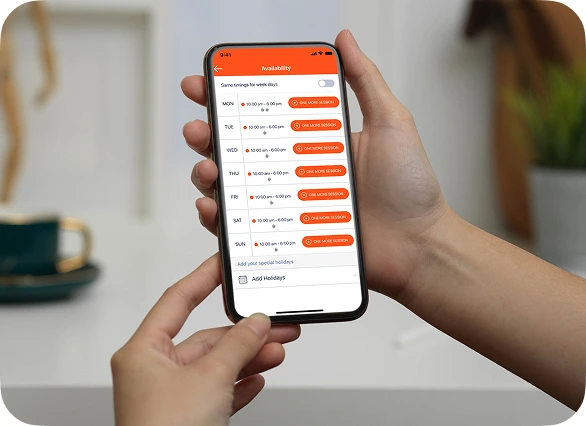 9:41
Availability
Same timings for week days
MON 10:00 am - 6:00 pm ONE MORE SESSION
TUE 10:00 am - 6:00 pm ONE MORE SESSION
WED 10:00 am - 6:00 pm ONE MORE SESSION
THU 10:00 am - 6:00 pm ONE MORE SESSION
FRI 10:00 am - 6:00 pm ONE MORE SESSION
SAT 10:00 am - 6:00 pm ONE MORE SESSION
SUN 10:00 am - 6:00 pm ONE MORE SESSION
Add your special holidays
Add Holidays